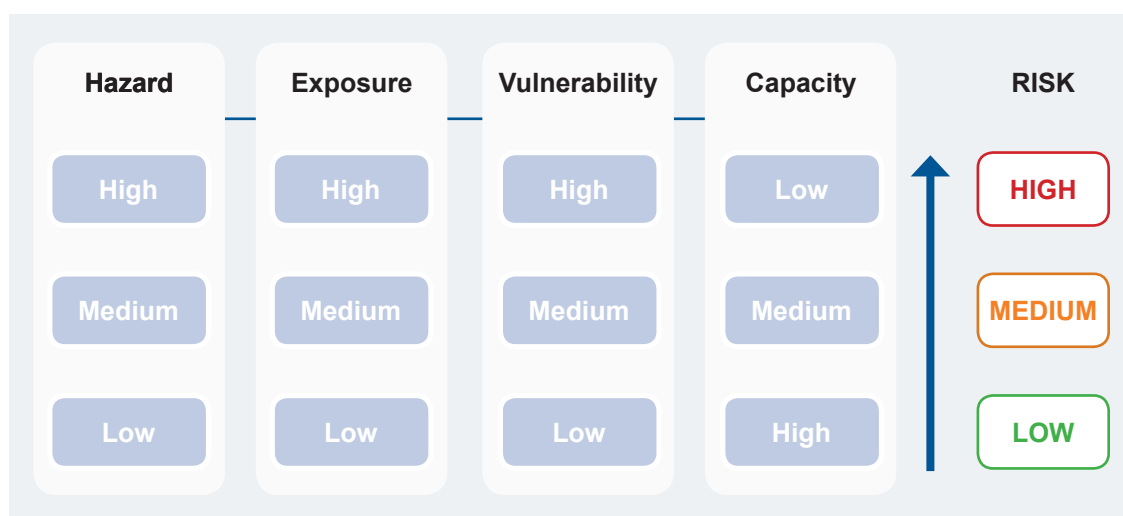 Hazard Exposure Vulnerability Capacity RISK
High High High Low HIGH
Medium Medium Medium Medium MEDIUM
Low Low Low High LOW